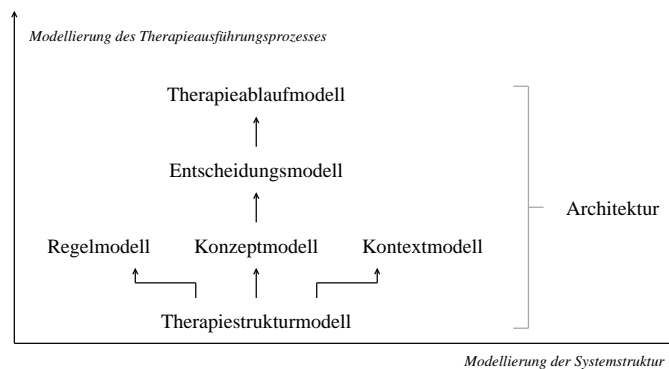 Modellierung des Therapieausführungsprozesses
Therapieablaufmodell
Entscheidungsmodell
Architektur
Regelmodell
Konzeptmodell
Kontextmodell
Therapiestrukturmodell
Modellierung der Systemstruktur